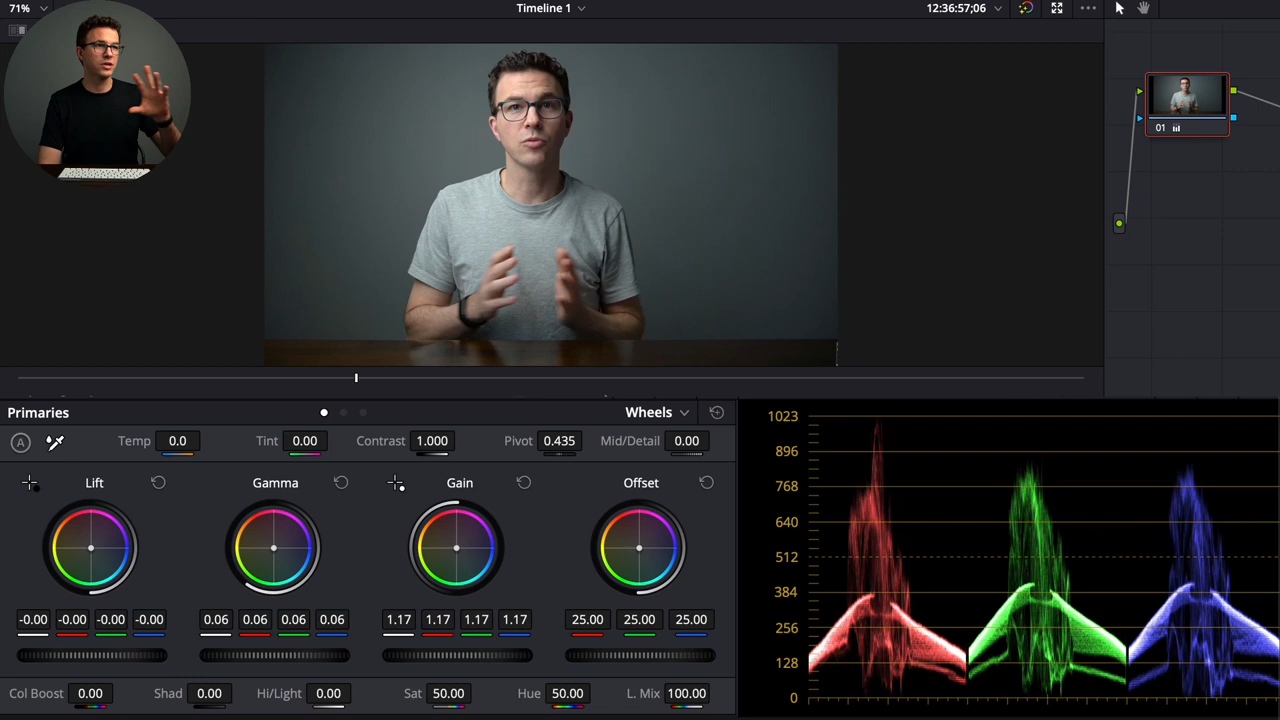 71% Timeline 1 12:36:57;06
01
Primaries Wheels
A Temp 0.0 Tint 0.00 Contrast 1.000 Pivot 0.435 Mid/Detail 0.00
Lift Gamma Gain Offset
-0.00 -0.00 -0.00 -0.00 0.06 0.06 0.06 0.06 1.17 1.17 1.17 1.17 25.00 25.00 25.00
Col Boost 0.00 Shad 0.00 Hi/Light 0.00 Sat 50.00 Hue 50.00 L. Mix 100.00
1023
896
768
640
512
384
256
128
0